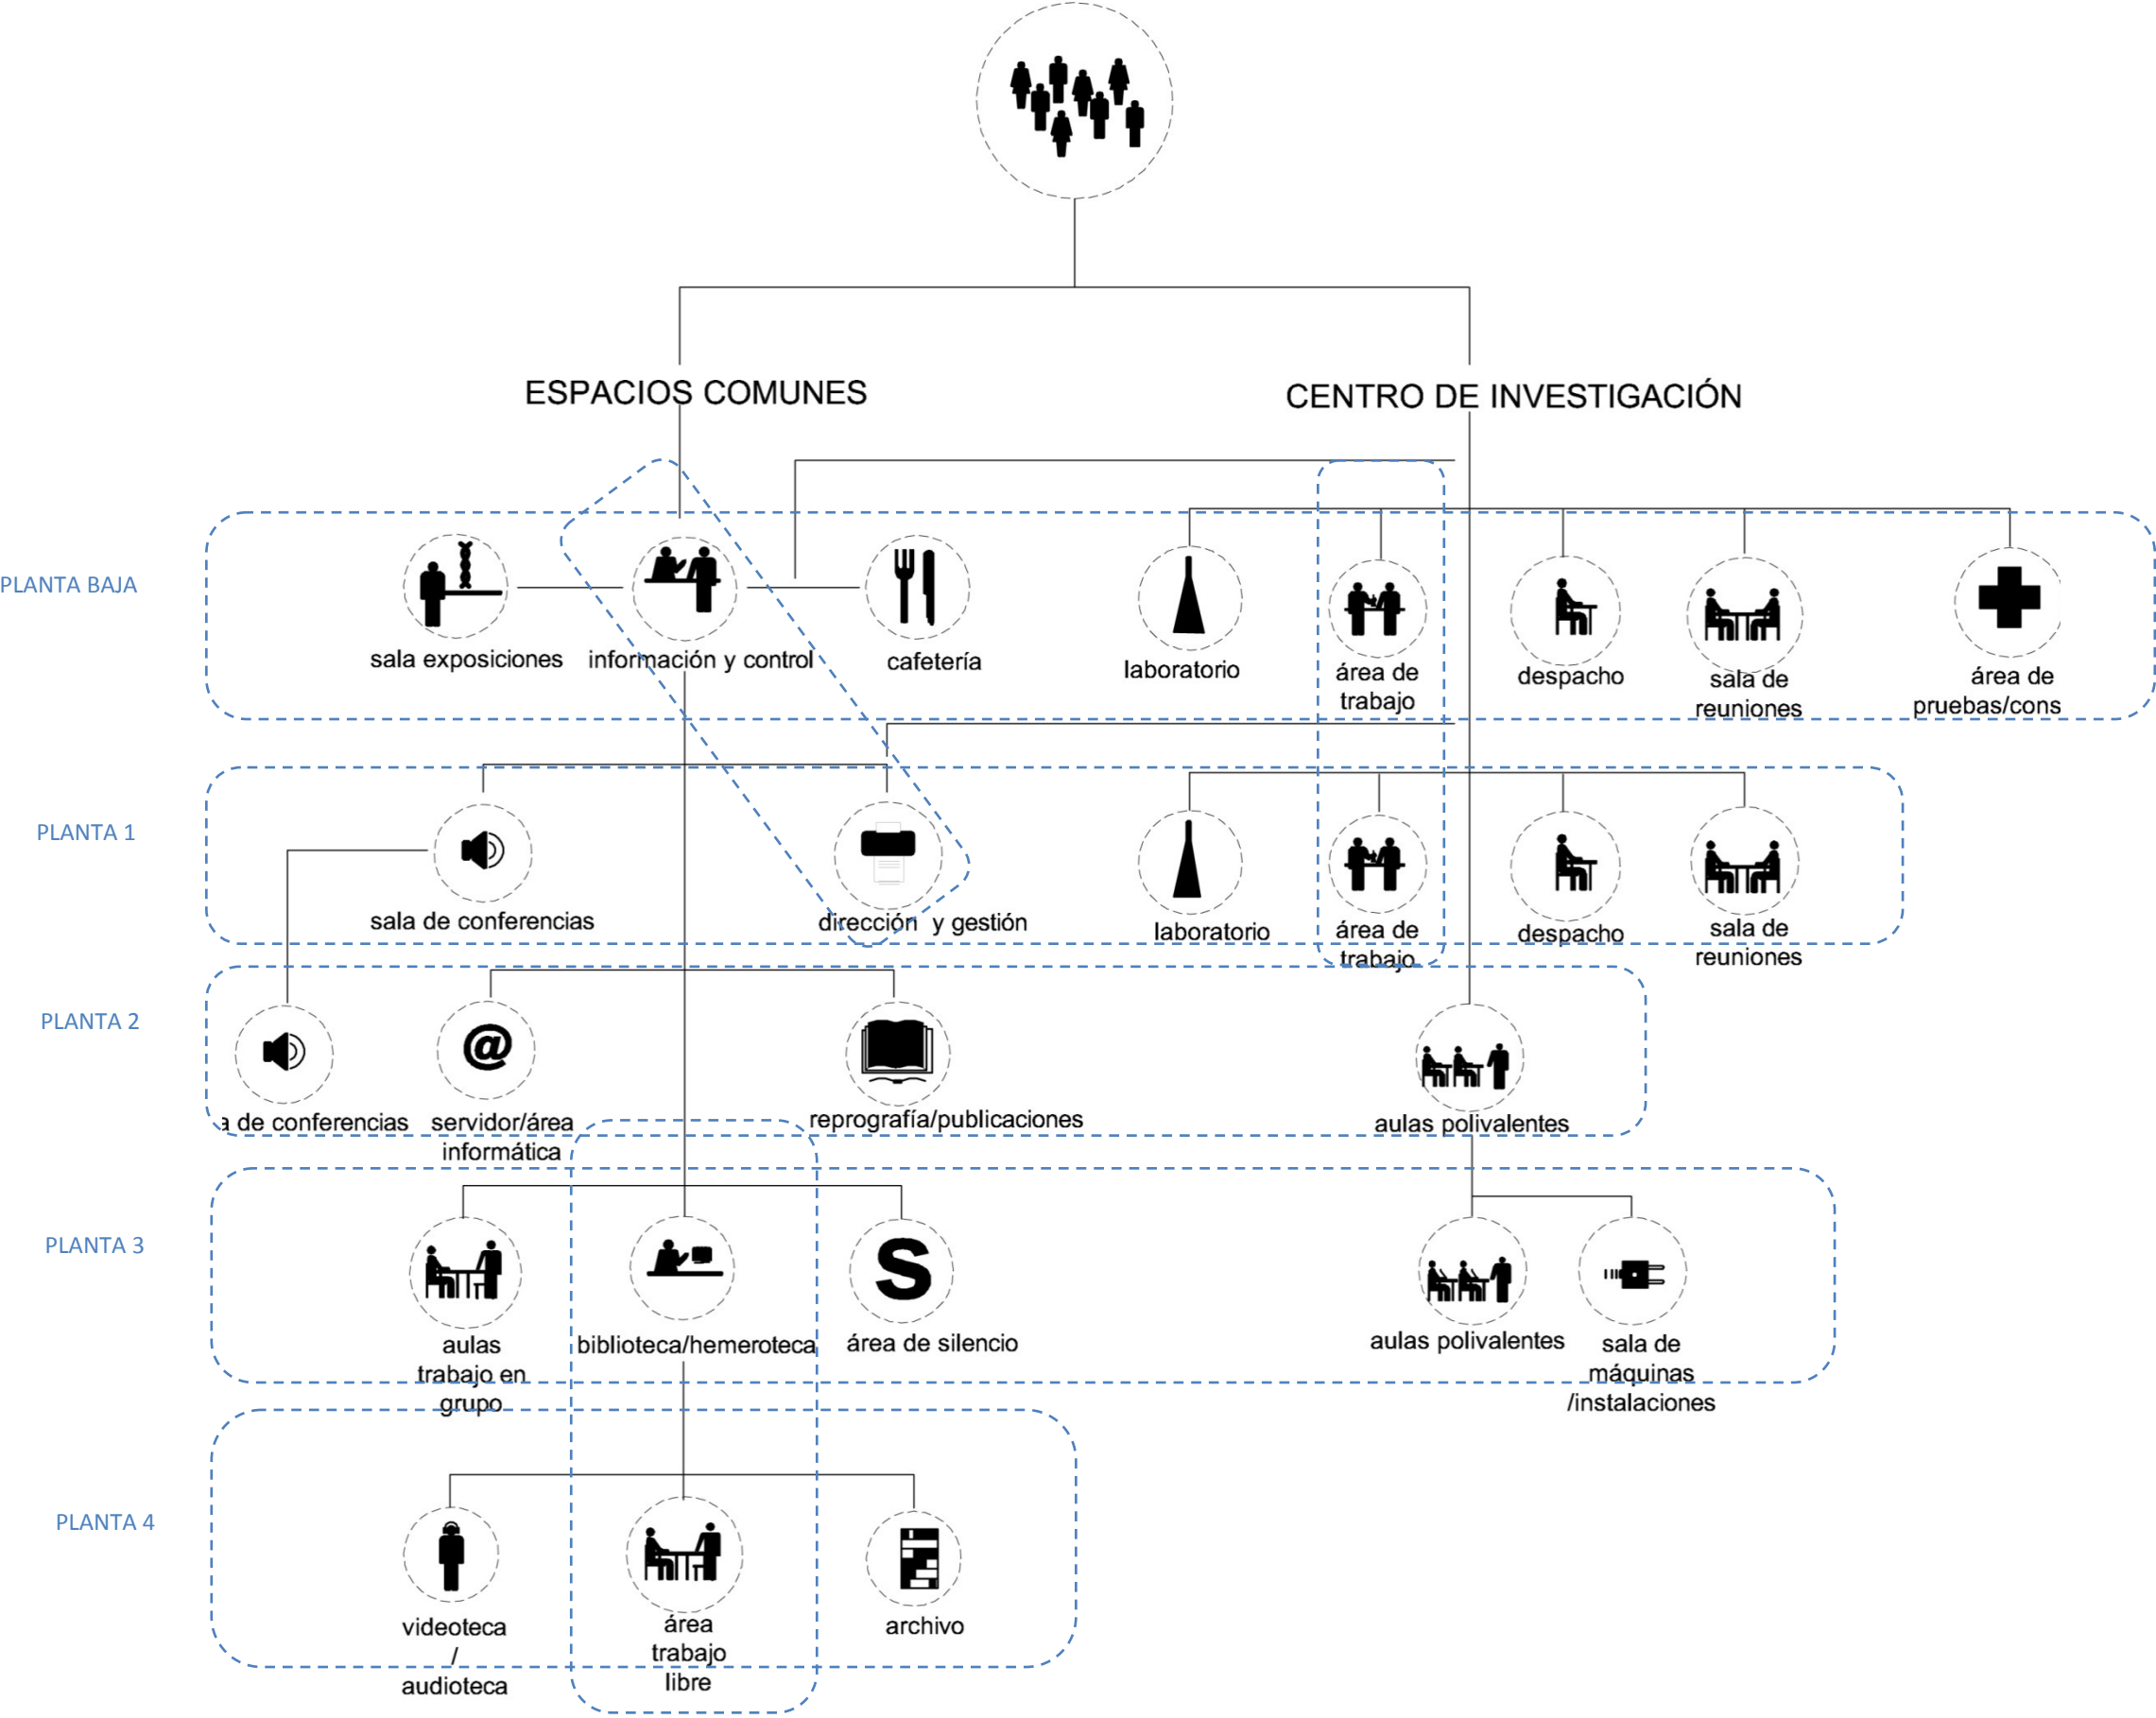 ESPACIOS COMUNES
CENTRO DE INVESTIGACIÓN
PLANTA BAJA
sala exposiciones
información y control
cafetería
laboratorio
área de
trabajo
despacho
sala de
reuniones
área de
pruebas/cons
PLANTA 1
sala de conferencias
dirección y gestión
laboratorio
área de
trabajo
despacho
sala de
reuniones
PLANTA 2
a de conferencias
servidor/área
informática
@
reprografía/publicaciones
aulas polivalentes
PLANTA 3
aulas
trabajo en
grupo
biblioteca/hemeroteca
S
área de silencio
aulas polivalentes
sala de
máquinas
/instalaciones
PLANTA 4
videoteca
/
audioteca
área
trabajo
libre
archivo